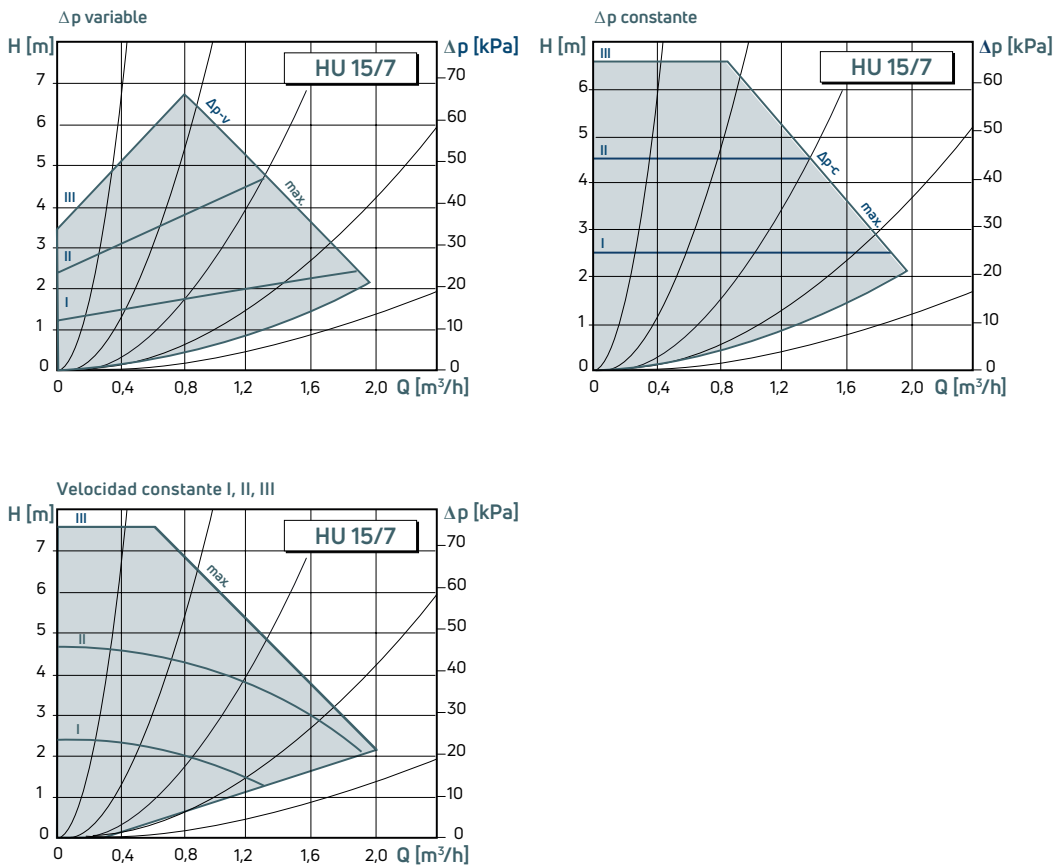 Δp variable
H [m]
Δp [kPa]
HU 15/7
7
6
5
4
3
2
1
0
70
60
50
40
30
20
10
0
III
II
I
Δp-v
max.
0 0,4 0,8 1,2 1,6 2,0 Q [m³/h]
Δp constante
H [m]
Δp [kPa]
HU 15/7
6
5
4
3
2
1
0
60
50
40
30
20
10
0
III
II
I
Δp-c
max.
0 0,4 0,8 1,2 1,6 2,0 Q [m³/h]
Velocidad constante I, II, III
H [m]
Δp [kPa]
HU 15/7
7
6
5
4
3
2
1
0
70
60
50
40
30
20
10
0
III
II
I
max.
0 0,4 0,8 1,2 1,6 2,0 Q [m³/h]